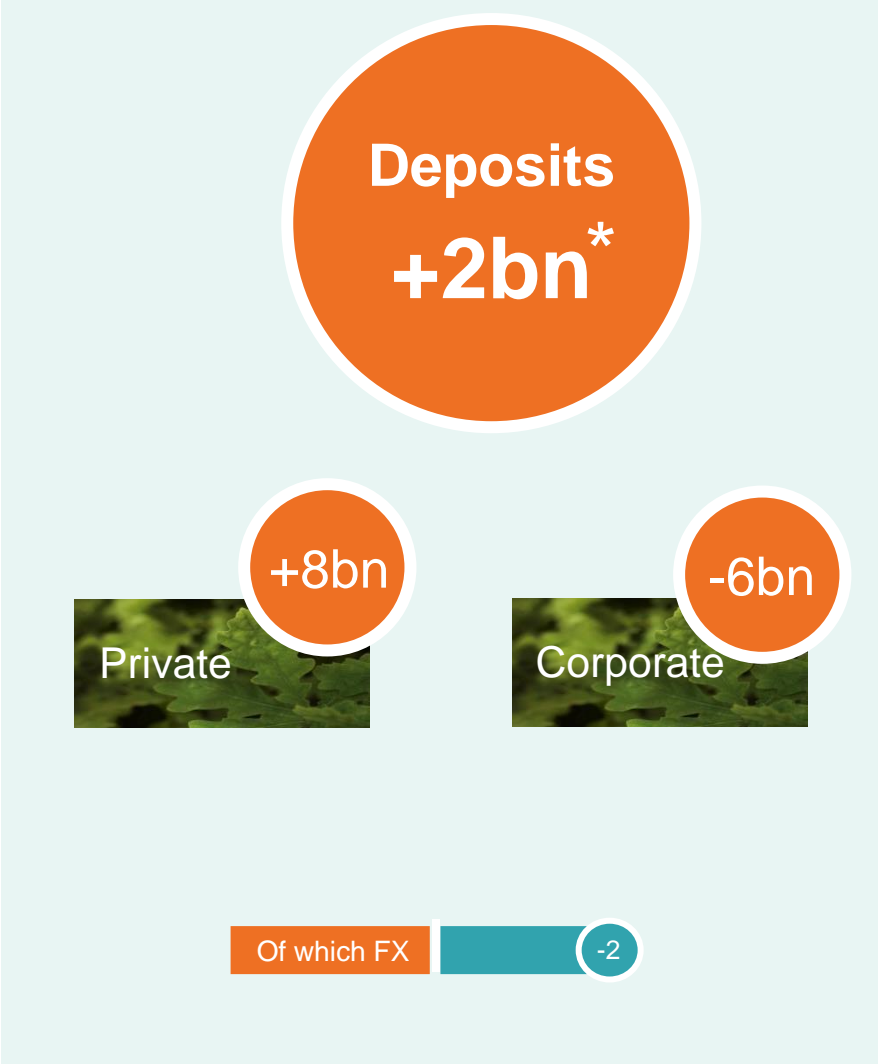 Deposits
+2bn*
+8bn
-6bn
Private
Corporate
Of which FX
-2